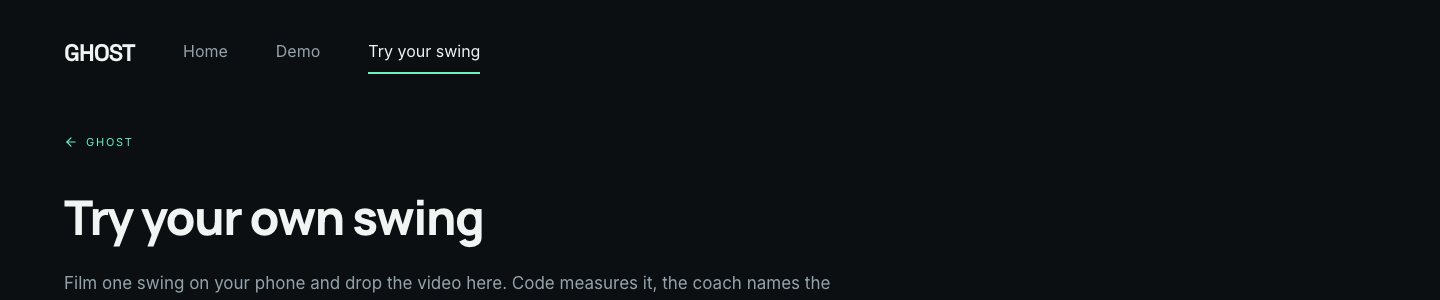 GHOST Home Demo Try your swing
← GHOST
Try your own swing
Film one swing on your phone and drop the video here. Code measures it, the coach names the